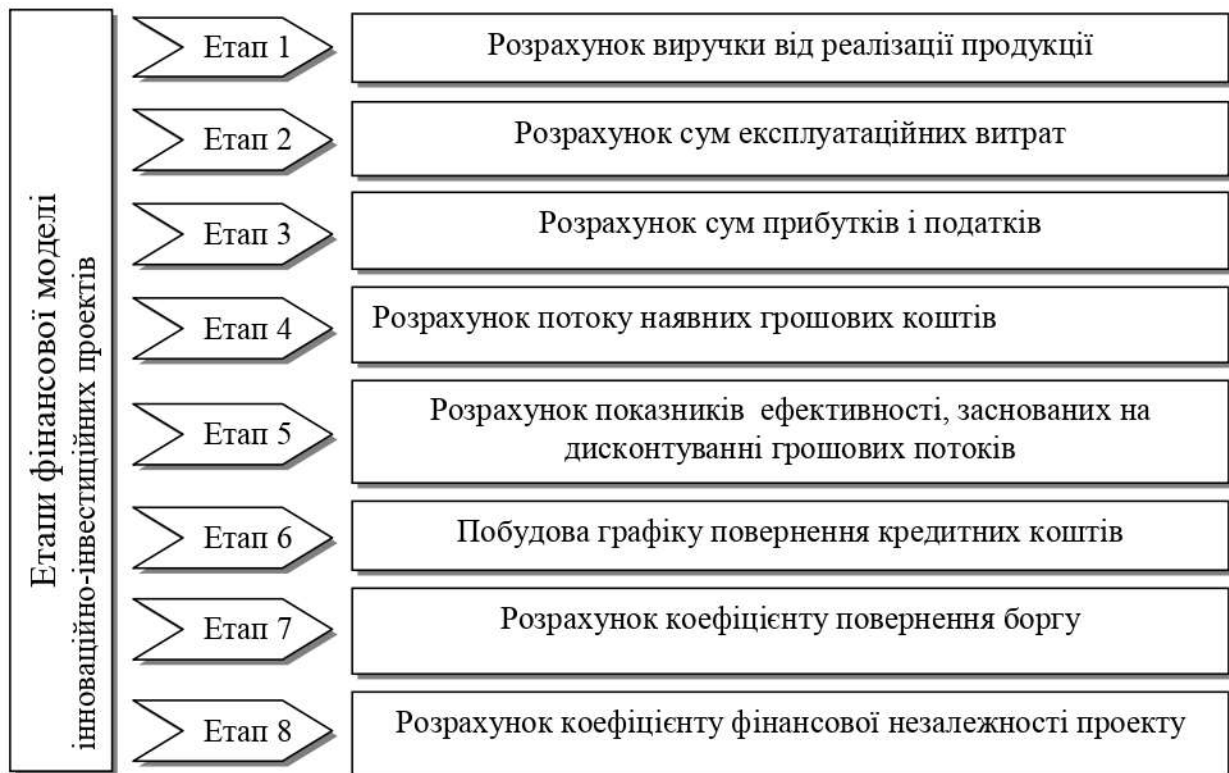 Етапи фінансової моделі
інноваційно-інвестиційних проектів
Етап 1
Розрахунок виручки від реалізації продукції
Етап 2
Розрахунок сум експлуатаційних витрат
Етап 3
Розрахунок сум прибутків і податків
Етап 4
Розрахунок потоку наявних грошових коштів
Етап 5
Розрахунок показників ефективності, заснованих на
дисконтуванні грошових потоків
Етап 6
Побудова графіку повернення кредитних коштів
Етап 7
Розрахунок коефіцієнту повернення боргу
Етап 8
Розрахунок коефіцієнту фінансової незалежності проекту